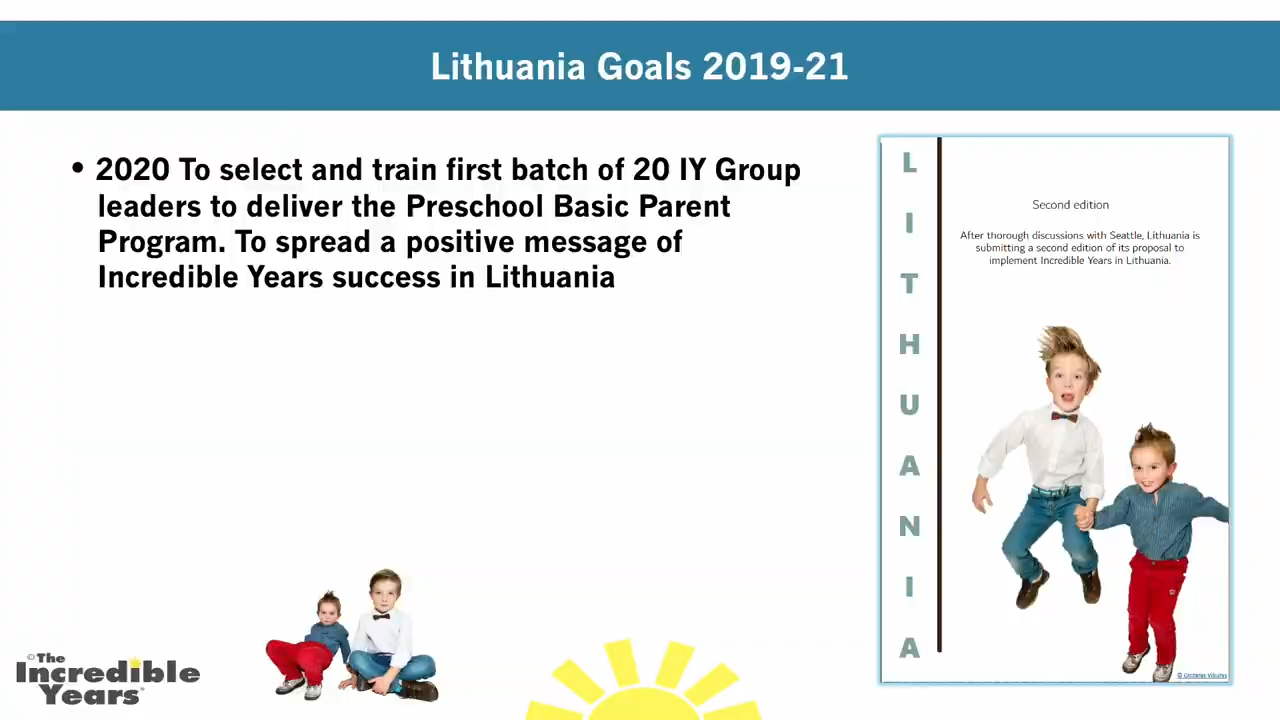 Lithuania Goals 2019-21
• 2020 To select and train first batch of 20 IY Group
leaders to deliver the Preschool Basic Parent
Program. To spread a positive message of
Incredible Years success in Lithuania
L
I
T
H
U
A
N
I
A
Second edition
After thorough discussions with Seattle, Lithuania is
submitting a second edition of its proposal to
implement Incredible Years in Lithuania.
©The
Incredible
Years